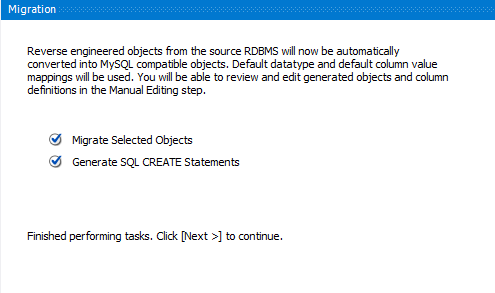 Migration
Reverse engineered objects from the source RDBMS will now be automatically
converted into MySQL compatible objects. Default datatype and default column value
mappings will be used. You will be able to review and edit generated objects and column
definitions in the Manual Editing step.
Migrate Selected Objects
Generate SQL CREATE Statements
Finished performing tasks. Click [Next >] to continue.